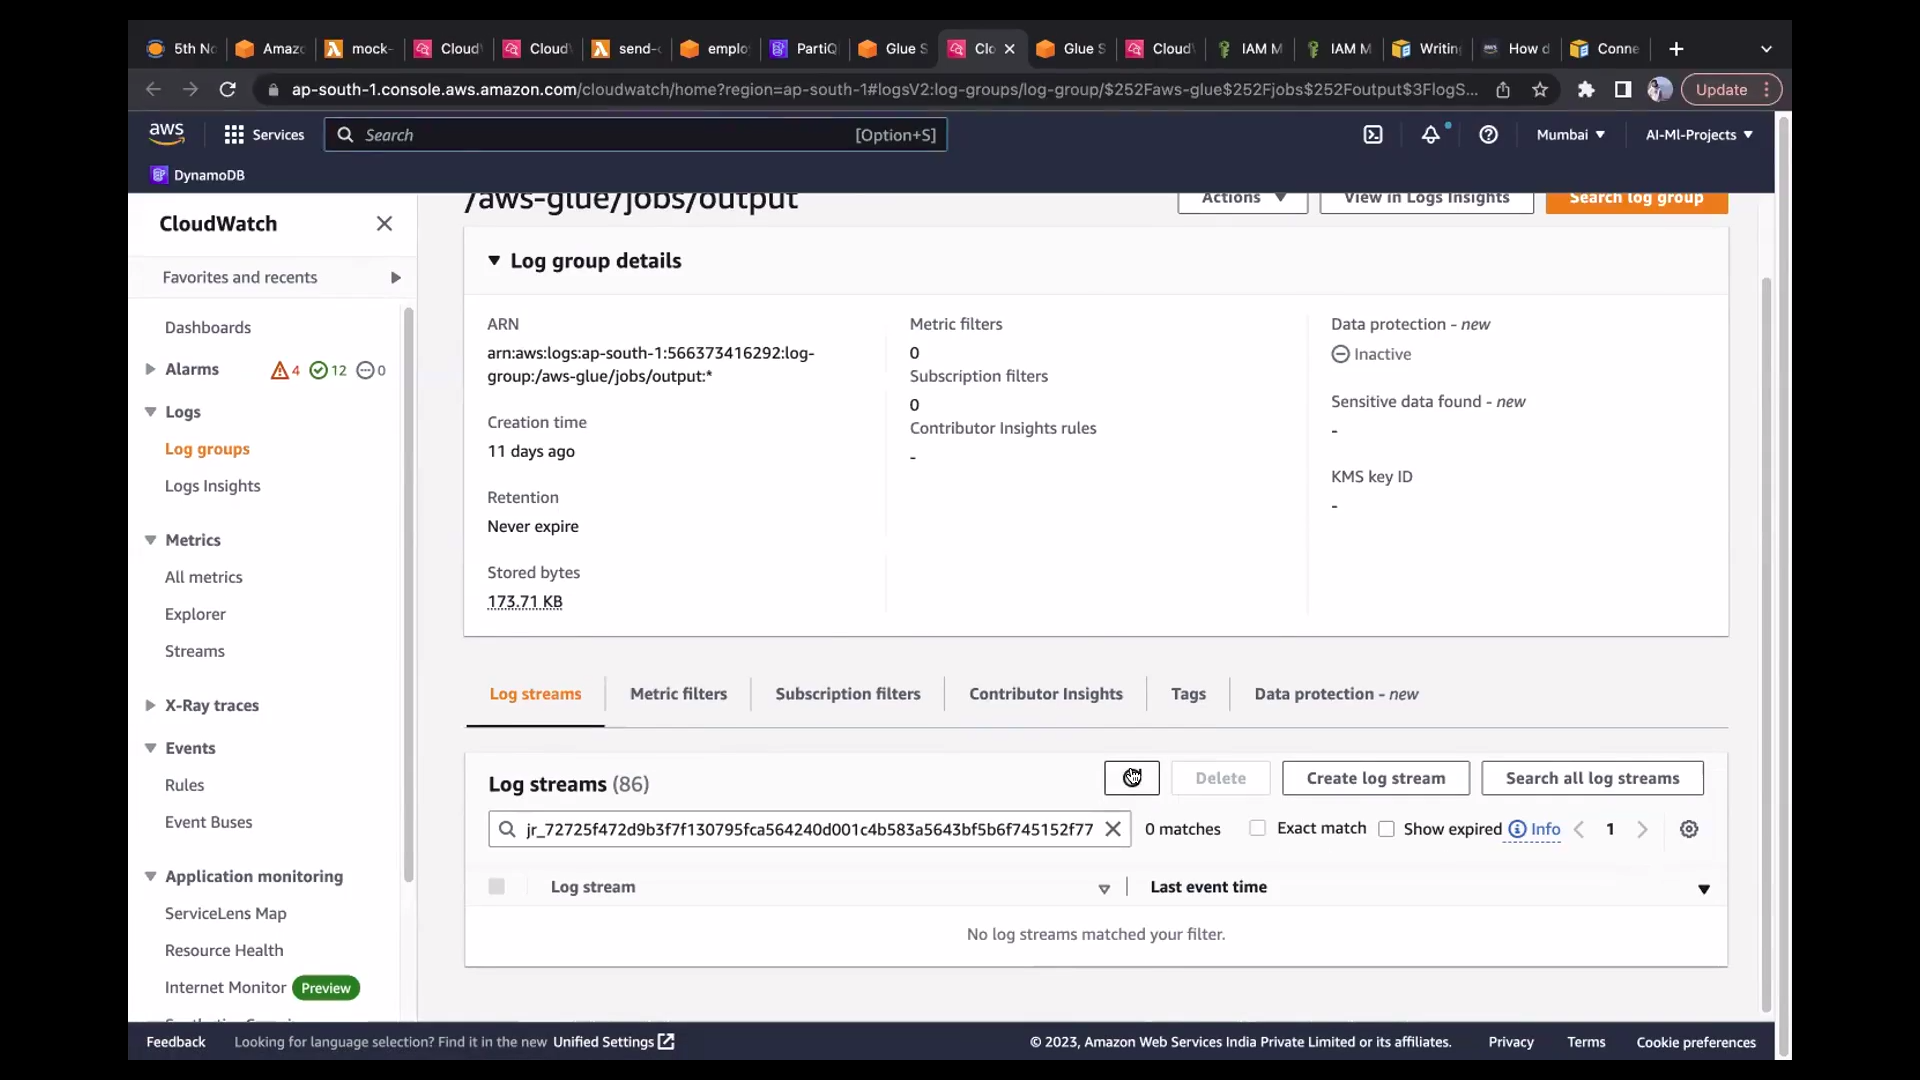 5th No
Amazo
mock-
Cloud
Cloud
send-
emplo
PartiQ
Glue S
Clo
Glue S
Cloud
IAM M
IAM M
Writin
How d
Conne
ap-south-1.console.aws.amazon.com/cloudwatch/home?region=ap-south-1#logsV2:log-groups/log-group/$252Faws-glue$252Fjobs$252Foutput$3FlogS...
Update
aws
Services
Search
[Option+S]
Mumbai
AI-Ml-Projects
DynamoDB
CloudWatch
Favorites and recents
Dashboards
Alarms 4 12 0
Logs
Log groups
Logs Insights
Metrics
All metrics
Explorer
Streams
X-Ray traces
Events
Rules
Event Buses
Application monitoring
ServiceLens Map
Resource Health
Internet Monitor Preview
/aws-glue/jobs/output
Actions
View in Logs Insights
Search log group
Log group details
ARN
arn:aws:logs:ap-south-1:566373416292:log-
group:/aws-glue/jobs/output:*
Creation time
11 days ago
Retention
Never expire
Stored bytes
173.71 KB
Metric filters
0
Subscription filters
0
Contributor Insights rules
-
Data protection - new
Inactive
Sensitive data found - new
-
KMS key ID
-
Log streams
Metric filters
Subscription filters
Contributor Insights
Tags
Data protection - new
Log streams (86)
Delete
Create log stream
Search all log streams
jr_72725f472d9b3f7f130795fca564240d001c4b583a5643bf5b6f745152f77
0 matches
Exact match
Show expired
Info
1
Log stream
Last event time
No log streams matched your filter.
Feedback
Looking for language selection? Find it in the new Unified Settings
© 2023, Amazon Web Services India Private Limited or its affiliates.
Privacy
Terms
Cookie preferences